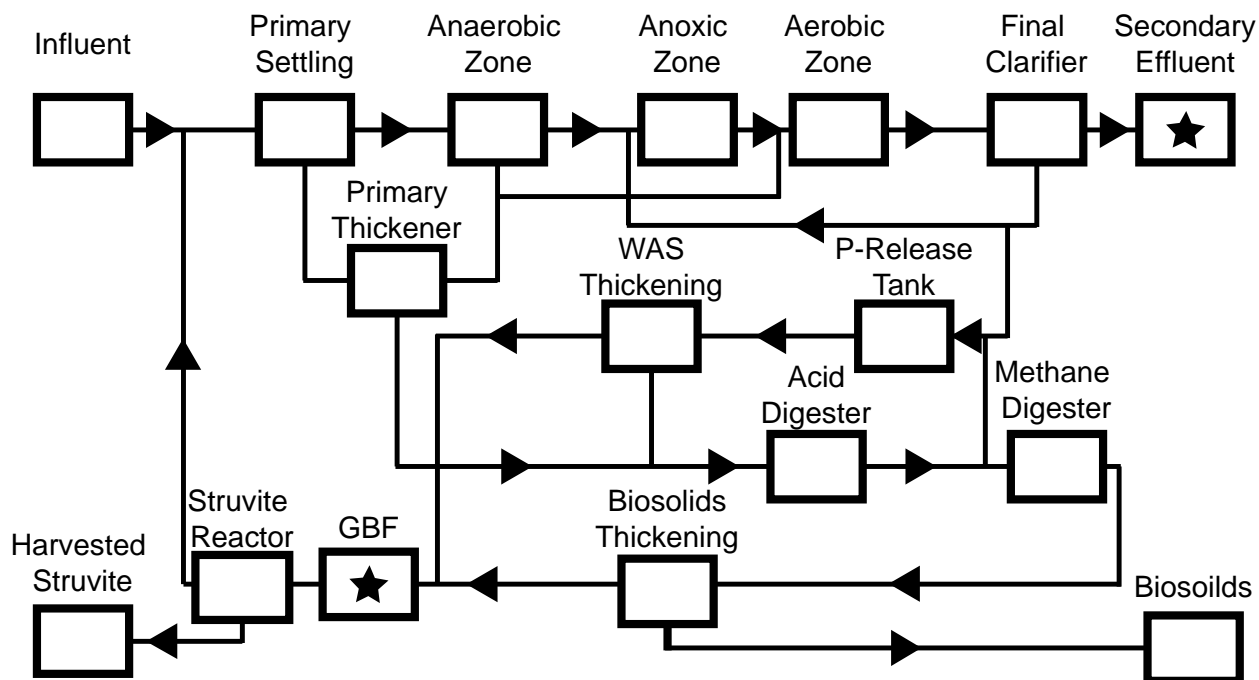 Influent
Primary
Settling
Anaerobic
Zone
Anoxic
Zone
Aerobic
Zone
Final
Clarifier
Secondary
Effluent
Primary
Thickener
WAS
Thickening
P-Release
Tank
Acid
Digester
Methane
Digester
Struvite
Reactor
GBF
Biosolids
Thickening
Harvested
Struvite
Biosoilds